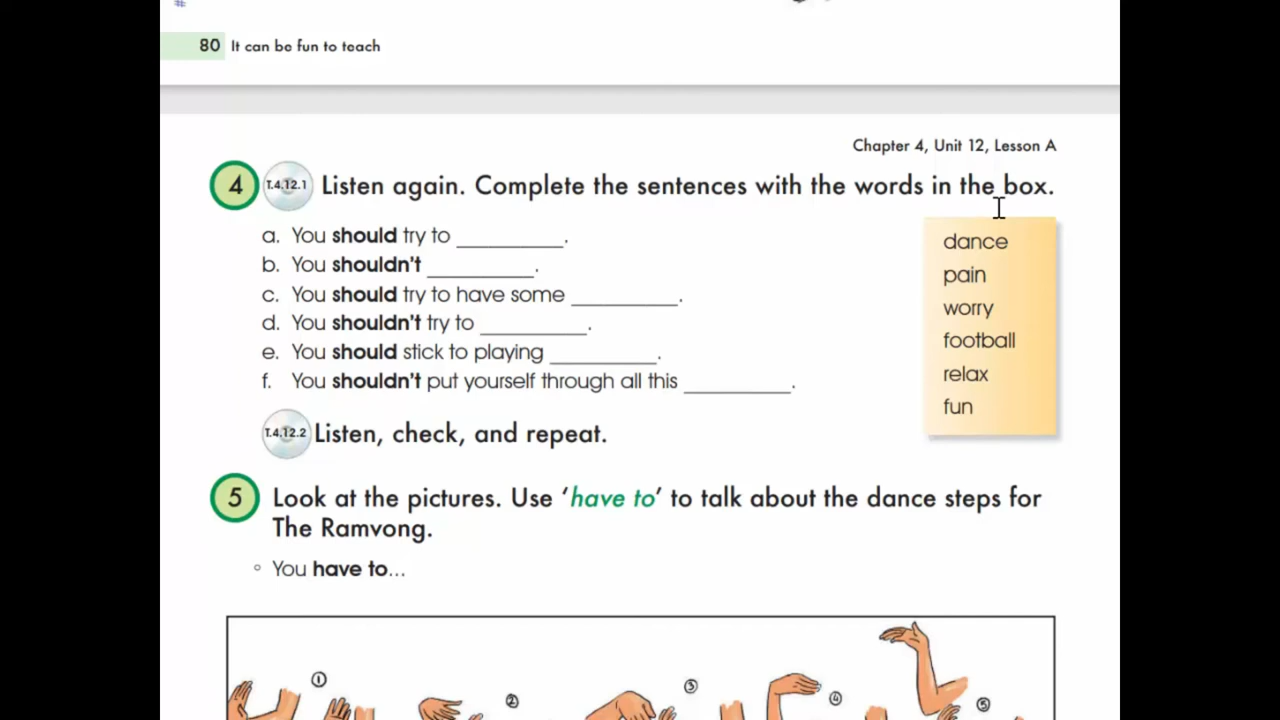 80 It can be fun to teach
Chapter 4, Unit 12, Lesson A
4 T.4.12.1 Listen again. Complete the sentences with the words in the box.
a. You should try to __________.
b. You shouldn't __________.
c. You should try to have some __________.
d. You shouldn't try to __________.
e. You should stick to playing __________.
f. You shouldn't put yourself through all this __________.
dance
pain
worry
football
relax
fun
T.4.12.2 Listen, check, and repeat.
5 Look at the pictures. Use ‘have to’ to talk about the dance steps for
The Ramvong.
° You have to...
1
2
3
4
5